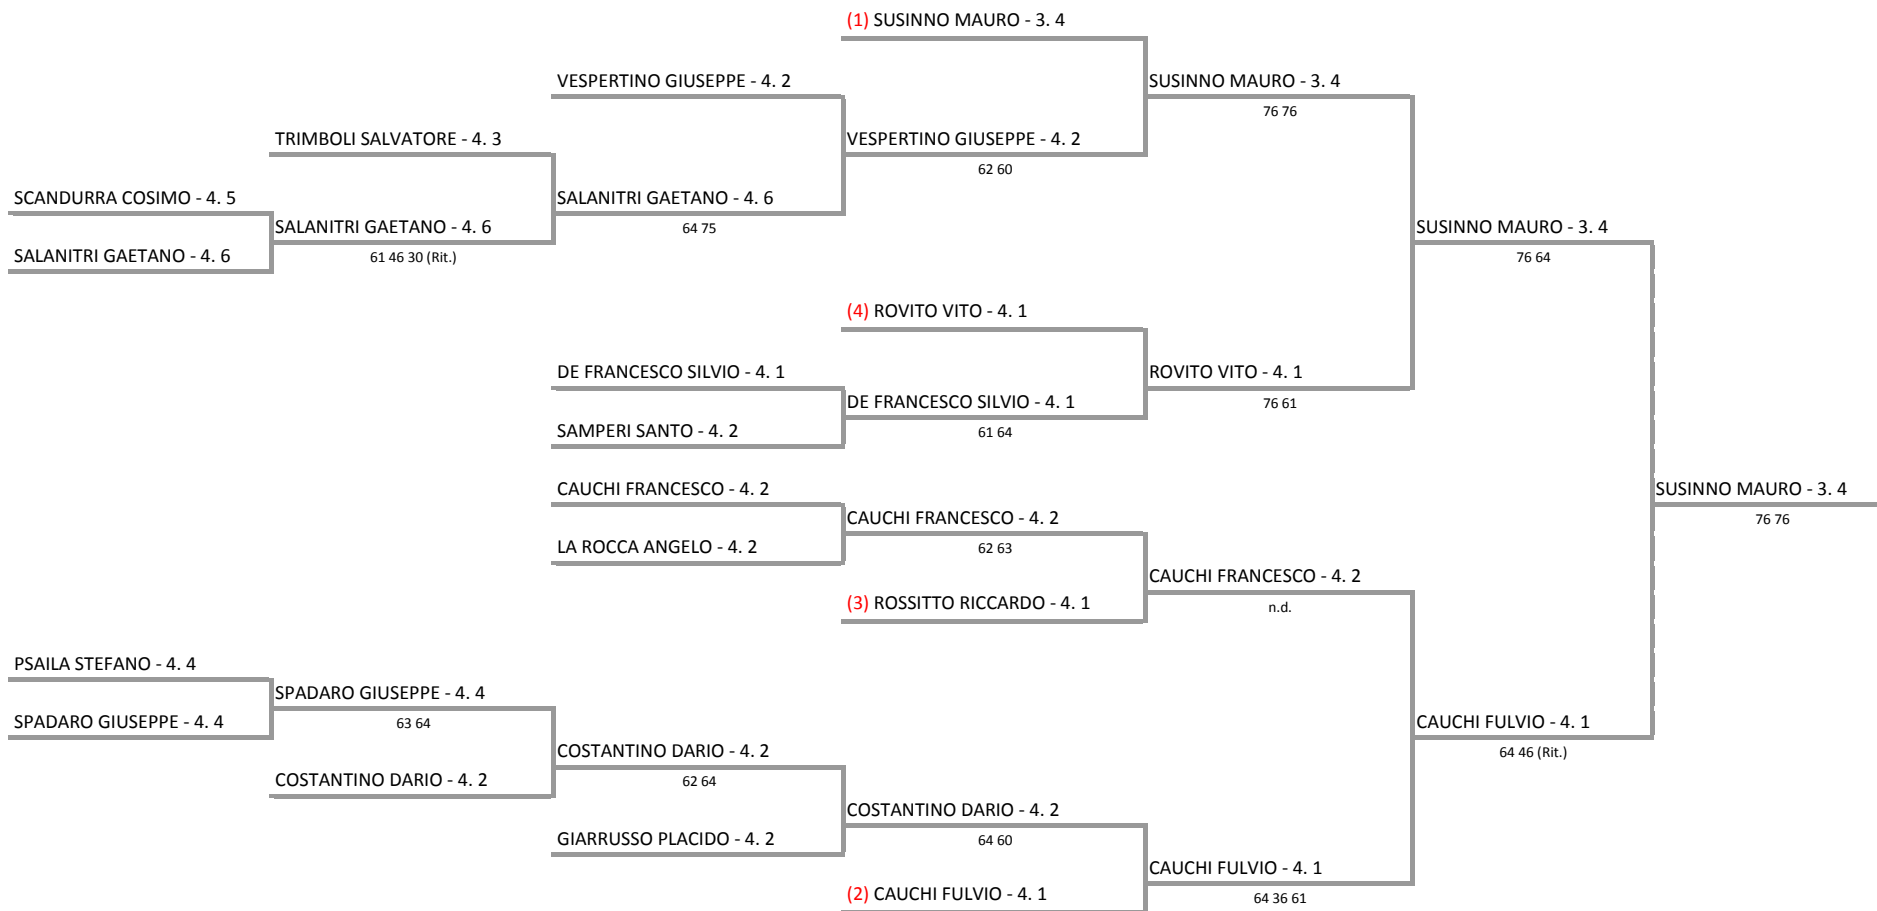 (1) SUSINNO MAURO - 3. 4
VESPERTINO GIUSEPPE - 4. 2
SUSINNO MAURO - 3. 4
76 76
TRIMBOLI SALVATORE - 4. 3
VESPERTINO GIUSEPPE - 4. 2
62 60
SCANDURRA COSIMO - 4. 5
SALANITRI GAETANO - 4. 6
64 75
SALANITRI GAETANO - 4. 6
61 46 30 (Rit.)
SUSINNO MAURO - 3. 4
76 64
SALANITRI GAETANO - 4. 6
(4) ROVITO VITO - 4. 1
DE FRANCESCO SILVIO - 4. 1
ROVITO VITO - 4. 1
76 61
DE FRANCESCO SILVIO - 4. 1
61 64
SAMPERI SANTO - 4. 2
CAUCHI FRANCESCO - 4. 2
SUSINNO MAURO - 3. 4
76 76
CAUCHI FRANCESCO - 4. 2
62 63
LA ROCCA ANGELO - 4. 2
CAUCHI FRANCESCO - 4. 2
n.d.
(3) ROSSITTO RICCARDO - 4. 1
PSAILA STEFANO - 4. 4
SPADARO GIUSEPPE - 4. 4
63 64
SPADARO GIUSEPPE - 4. 4
CAUCHI FULVIO - 4. 1
64 46 (Rit.)
COSTANTINO DARIO - 4. 2
62 64
COSTANTINO DARIO - 4. 2
COSTANTINO DARIO - 4. 2
64 60
GIARRUSSO PLACIDO - 4. 2
CAUCHI FULVIO - 4. 1
64 36 61
(2) CAUCHI FULVIO - 4. 1